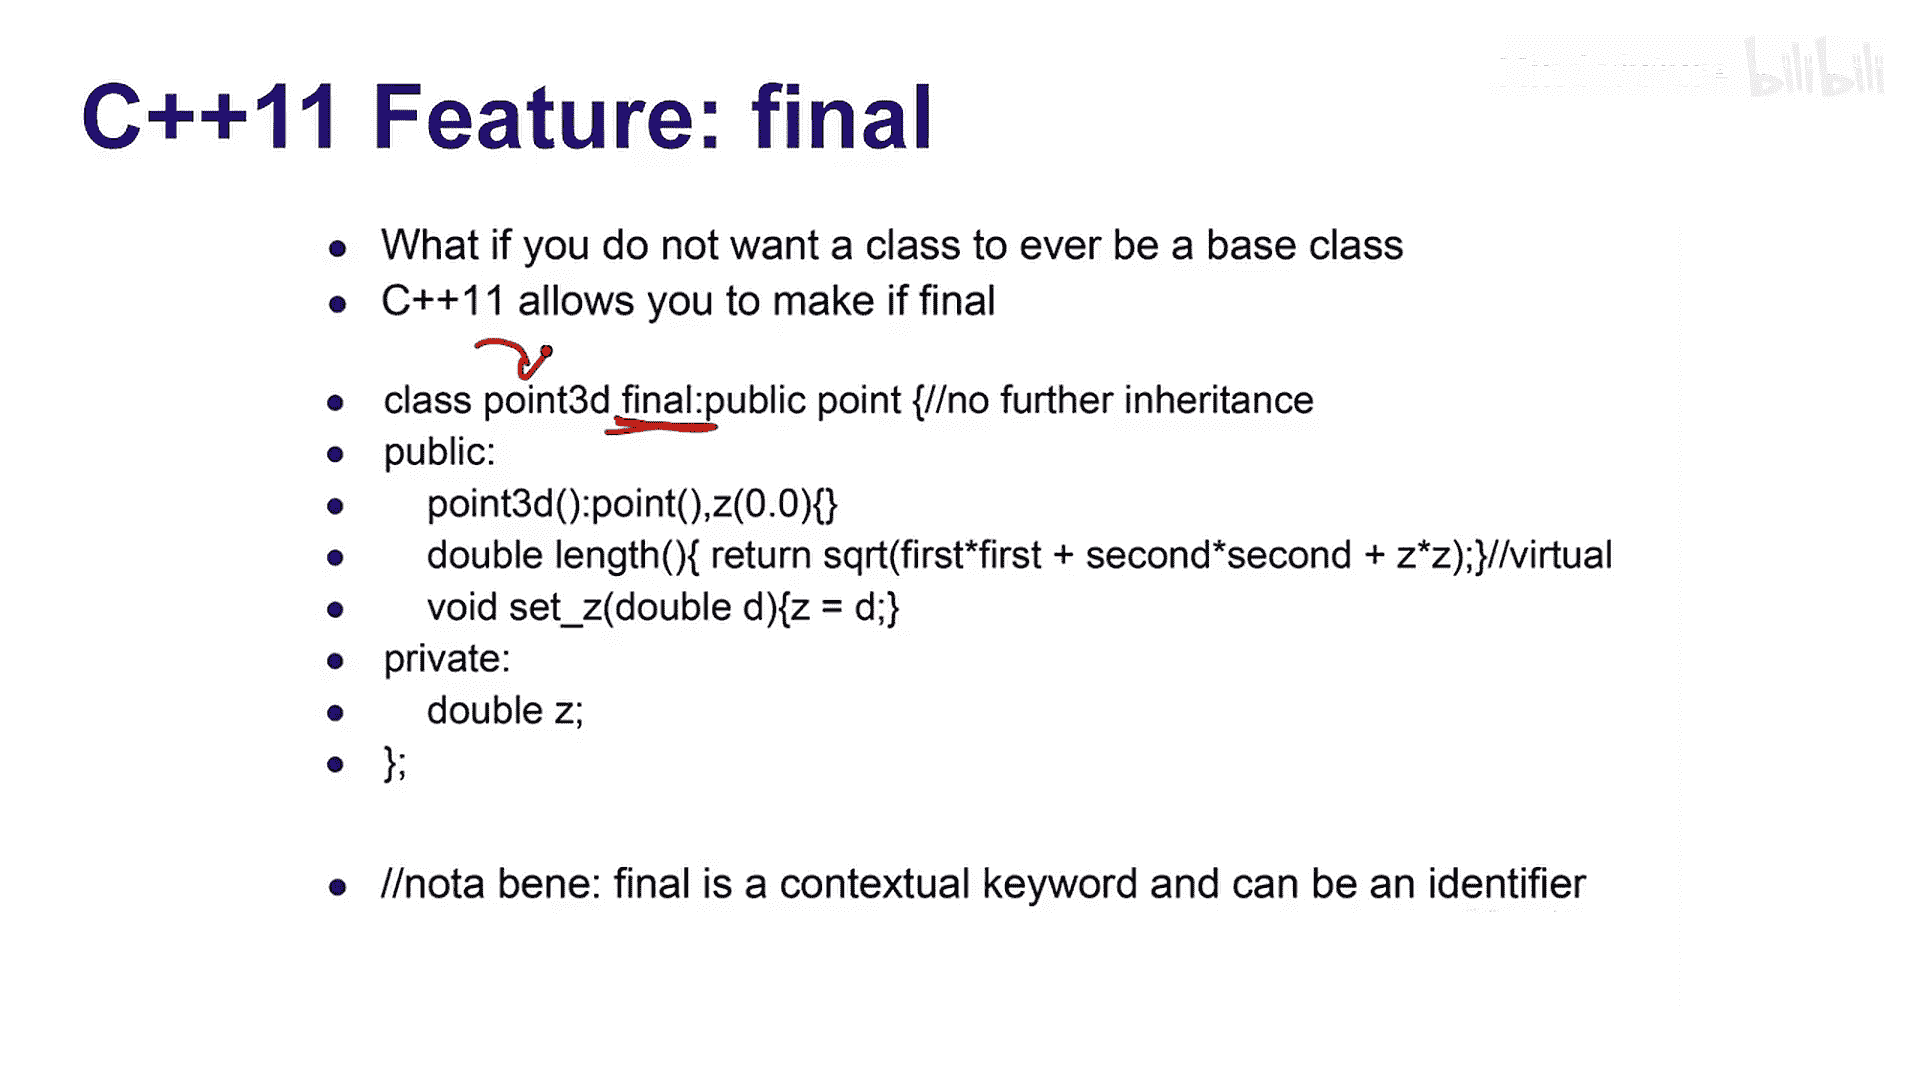 bilibili
C++11 Feature: final
What if you do not want a class to ever be a base class
C++11 allows you to make if final
class point3d final:public point {//no further inheritance
public:
point3d():point(),z(0.0){}
double length(){ return sqrt(first*first + second*second + z*z);}//virtual
void set_z(double d){z = d;}
private:
double z;
};
//nota bene: final is a contextual keyword and can be an identifier